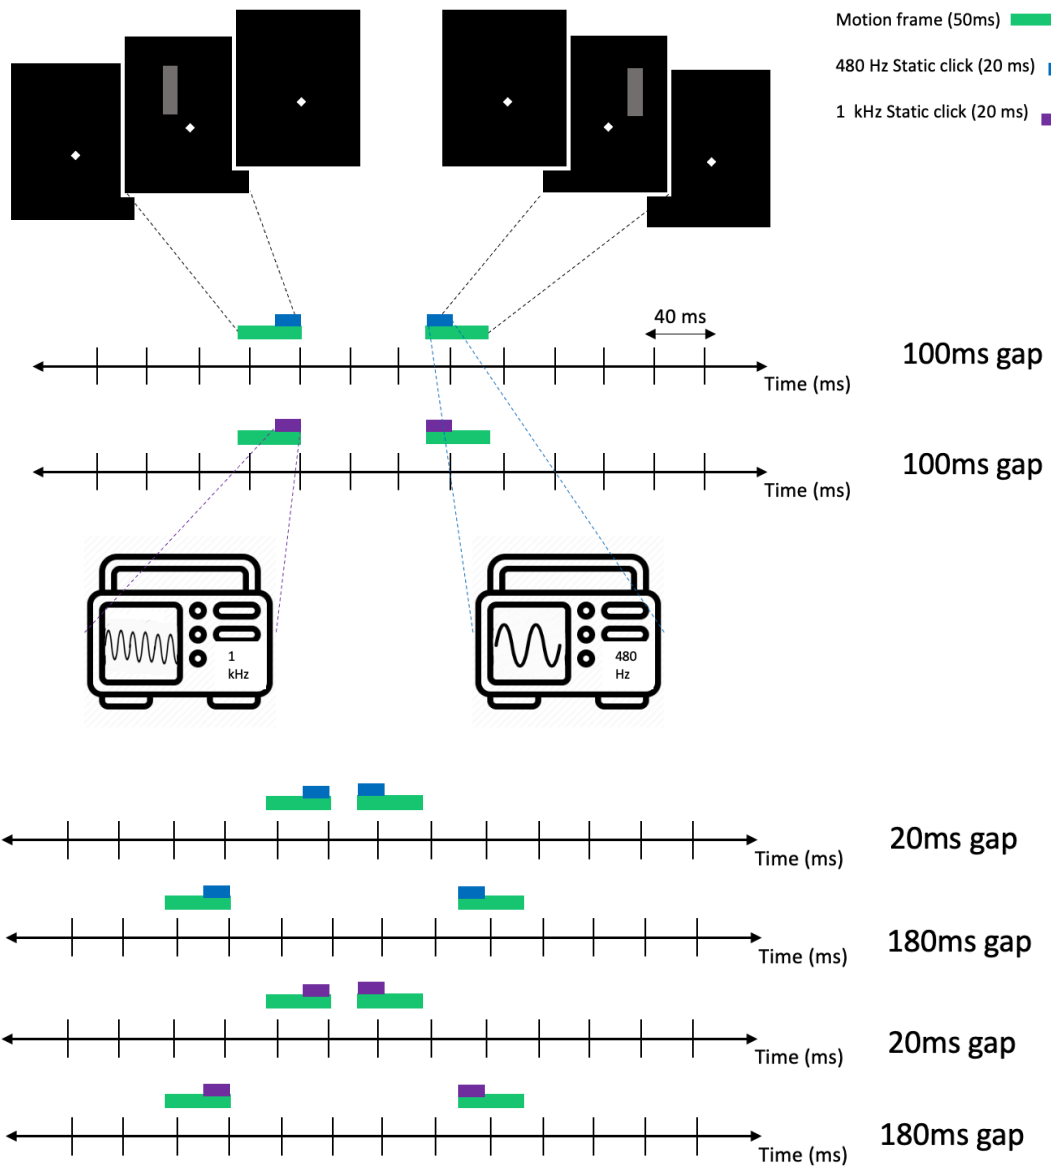 Motion frame (50ms)
480 Hz Static click (20 ms)
1 kHz Static click (20 ms)
40 ms
100ms gap
Time (ms)
100ms gap
Time (ms)
1
kHz
480
Hz
20ms gap
Time (ms)
180ms gap
Time (ms)
20ms gap
Time (ms)
180ms gap
Time (ms)